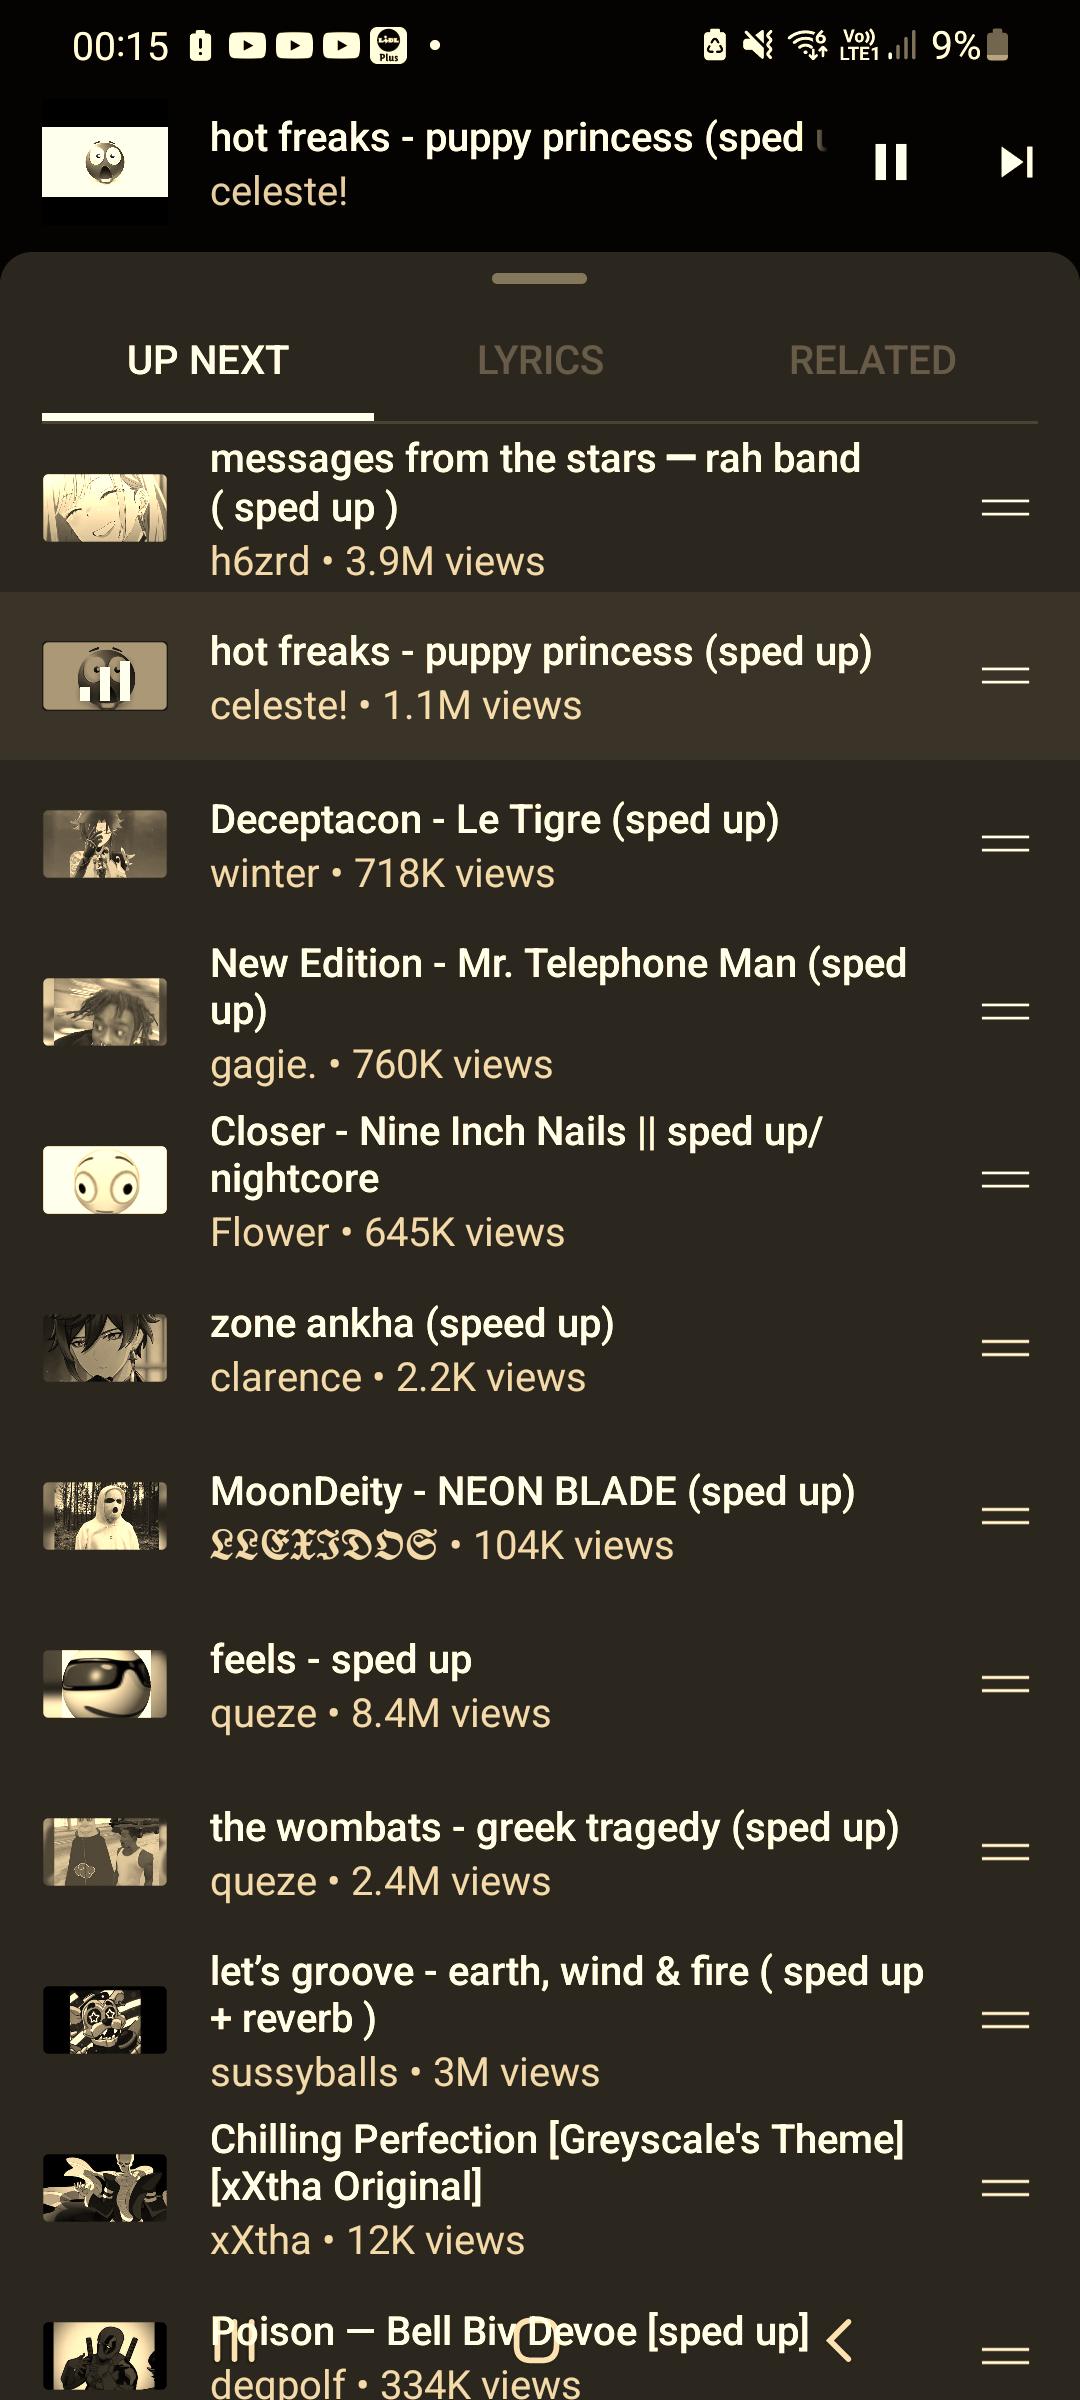 00:15
LIDL
Plus
6
Vo))
LTE1
9%
hot freaks - puppy princess (sped u
celeste!
UP NEXT
LYRICS
RELATED
messages from the stars — rah band
( sped up )
h6zrd • 3.9M views
hot freaks - puppy princess (sped up)
celeste! • 1.1M views
Deceptacon - Le Tigre (sped up)
winter • 718K views
New Edition - Mr. Telephone Man (sped
up)
gagie. • 760K views
Closer - Nine Inch Nails || sped up/
nightcore
Flower • 645K views
zone ankha (speed up)
clarence • 2.2K views
MoonDeity - NEON BLADE (sped up)
𝕷𝕷𝕰𝖃𝕴𝕯𝕺𝕾 • 104K views
feels - sped up
queze • 8.4M views
the wombats - greek tragedy (sped up)
queze • 2.4M views
let’s groove - earth, wind & fire ( sped up
+ reverb )
sussyballs • 3M views
Chilling Perfection [Greyscale's Theme]
[xXtha Original]
xXtha • 12K views
Poison — Bell Biv Devoe [sped up]
degpolf • 334K views